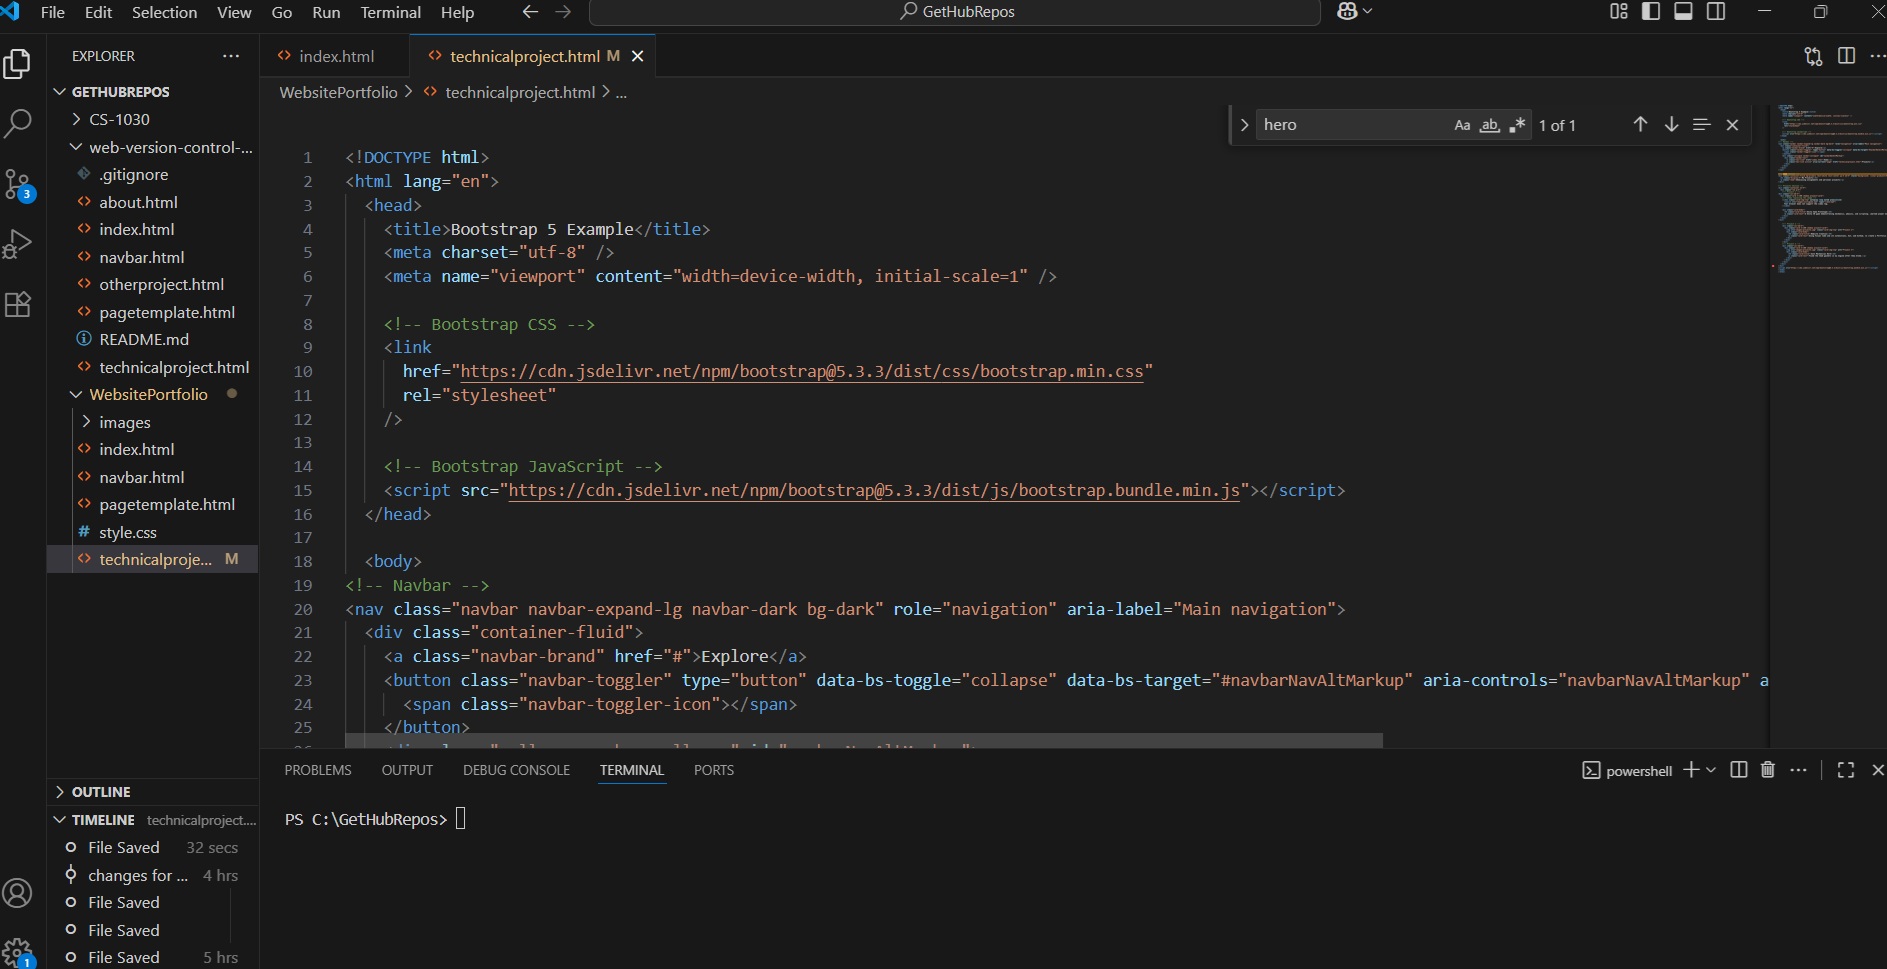 File Edit Selection View Go Run Terminal Help
GetHubRepos
EXPLORER
GETHUBREPOS
CS-1030
web-version-control-...
.gitignore
about.html
index.html
navbar.html
otherproject.html
pagetemplate.html
README.md
technicalproject.html
WebsitePortfolio
images
index.html
navbar.html
pagetemplate.html
style.css
technicalproje... M
3
OUTLINE
TIMELINE technicalproject....
File Saved 32 secs
changes for ... 4 hrs
File Saved
File Saved
File Saved 5 hrs
1
index.html
technicalproject.html M
WebsitePortfolio > technicalproject.html > ...
hero Aa ab 1 of 1
1 <!DOCTYPE html>
2 <html lang="en">
3 <head>
4 <title>Bootstrap 5 Example</title>
5 <meta charset="utf-8" />
6 <meta name="viewport" content="width=device-width, initial-scale=1" />
7
8 <!-- Bootstrap CSS -->
9 <link
10 href="https://cdn.jsdelivr.net/npm/bootstrap@5.3.3/dist/css/bootstrap.min.css"
11 rel="stylesheet"
12 />
13
14 <!-- Bootstrap JavaScript -->
15 <script src="https://cdn.jsdelivr.net/npm/bootstrap@5.3.3/dist/js/bootstrap.bundle.min.js"></script>
16 </head>
17
18 <body>
19 <!-- Navbar -->
20 <nav class="navbar navbar-expand-lg navbar-dark bg-dark" role="navigation" aria-label="Main navigation">
21 <div class="container-fluid">
22 <a class="navbar-brand" href="#">Explore</a>
23 <button class="navbar-toggler" type="button" data-bs-toggle="collapse" data-bs-target="#navbarNavAltMarkup" aria-controls="navbarNavAltMarkup" a
24 <span class="navbar-toggler-icon"></span>
25 </button>
PROBLEMS OUTPUT DEBUG CONSOLE TERMINAL PORTS
powershell
PS C:\GetHubRepos>